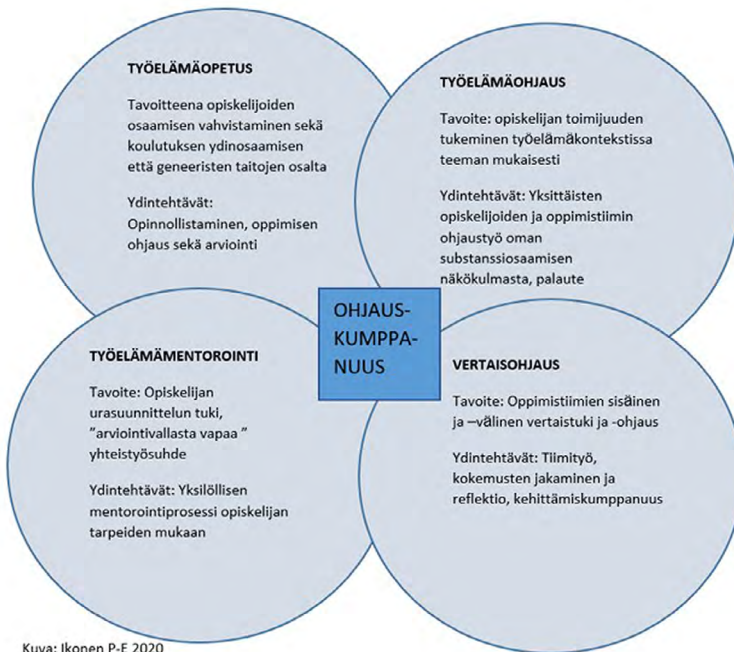 TYÖELÄMÄOPETUS
Tavoitteena opiskelijoiden
osaamisen vahvistaminen sekä
koulutuksen ydinosaamisen
että geneeristen taitojen osalta
Ydintehtävät:
Opinnollistaminen, oppimisen
ohjaus sekä arviointi
TYÖELÄMÄOHJAUS
Tavoite: opiskelijan toimijuuden
tukeminen työelämäkontekstissa
teeman mukaisesti
Ydintehtävät: Yksittäisten
opiskelijoiden ja oppimistiimin
ohjaustyö oman
substanssiosaamisen
näkökulmasta, palaute
OHJAUS-
KUMPPA-
NUUS
TYÖELÄMÄMENTOROINTI
Tavoite: Opiskelijan
urasuunnittelun tuki,
”arviointivallasta vapaa ”
yhteistyösuhde
Ydintehtävät: Yksilöllisen
mentorointiprosessi opiskelijan
tarpeiden mukaan
VERTAISOHJAUS
Tavoite: Oppimistiimien sisäinen
ja –välinen vertaistuki ja -ohjaus
Ydintehtävät: Tiimityö,
kokemusten jakaminen ja
reflektio, kehittämiskumppanuus
Kuva: Ikonen P-E 2020